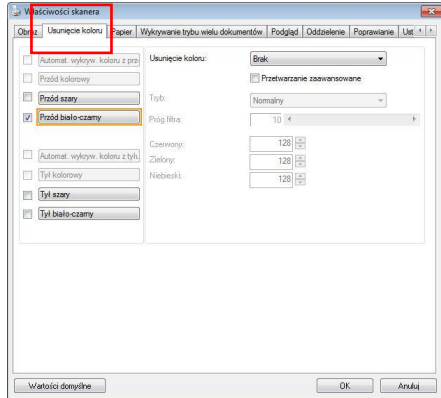 Właściwości skanera
Obraz Usunięcie koloru Papier Wykrywanie trybu wielu dokumentów Podgląd Oddzielenie Poprawianie Ust
Automat. wykryw. koloru z prze
Przód kolorowy
Przód szary
Przód biało-czarny
Automat. wykryw. koloru z tyłu
Tył kolorowy
Tył szary
Tył biało-czarny
Usunięcie koloru: Brak
Przetwarzanie zaawansowane
Tryb: Normalny
Próg filtra: 10
Czerwony: 128
Zielony: 128
Niebieski: 128
Wartości domyślne OK Anuluj